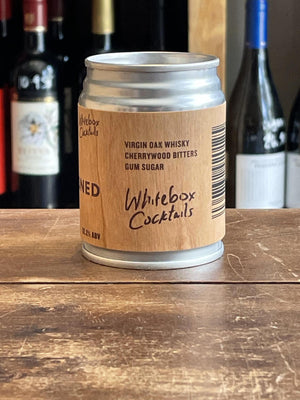 Whitebox
Cocktails
NED
VIRGIN OAK WHISKY
CHERRYWOOD BITTERS
GUM SUGAR
Whitebox
Cocktails